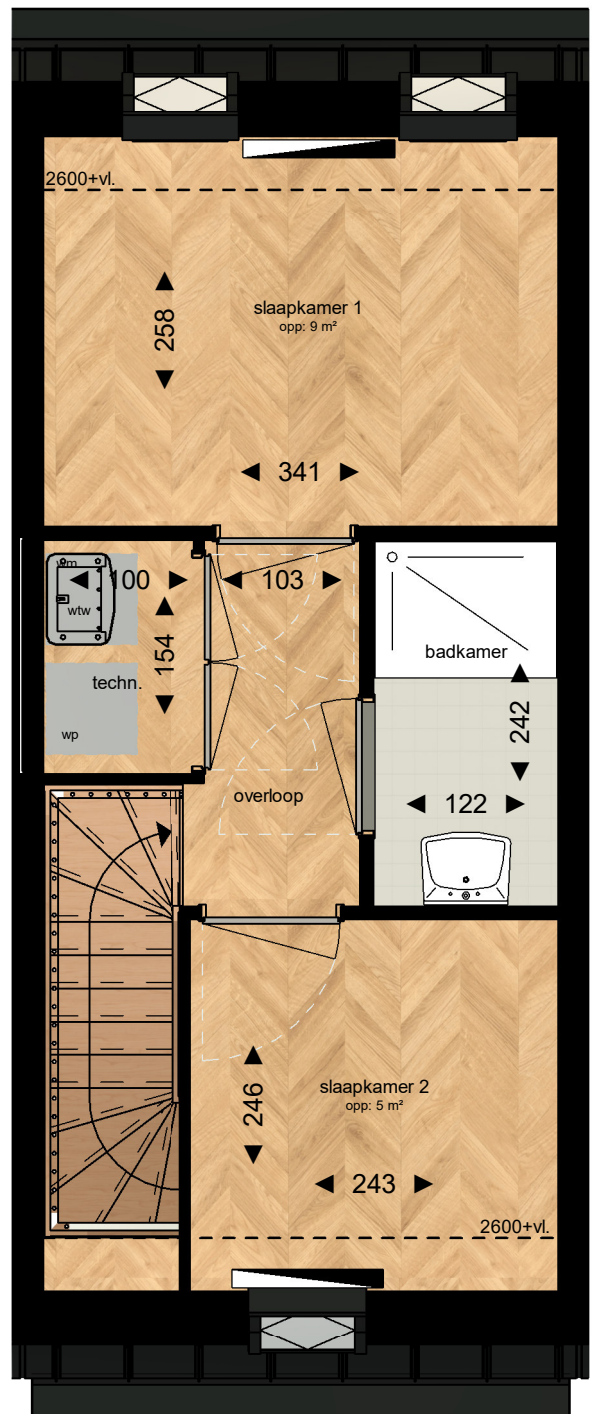 2600+vl.
slaapkamer 1
opp: 9 m²
258
341
wm
100
103
wtw
154
techn.
wp
badkamer
242
overloop
122
slaapkamer 2
opp: 5 m²
246
243
2600+vl.